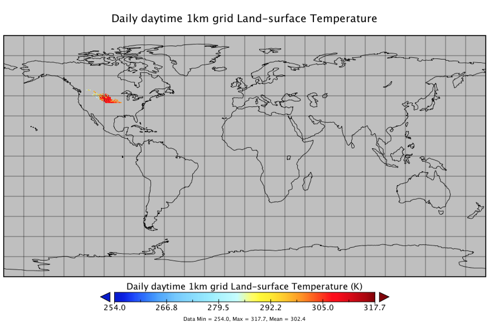 Daily daytime 1km grid Land-surface Temperature
Daily daytime 1km grid Land-surface Temperature (K)
254.0 266.8 279.5 292.2 305.0 317.7
Data Min = 254.0, Max = 317.7, Mean = 302.4